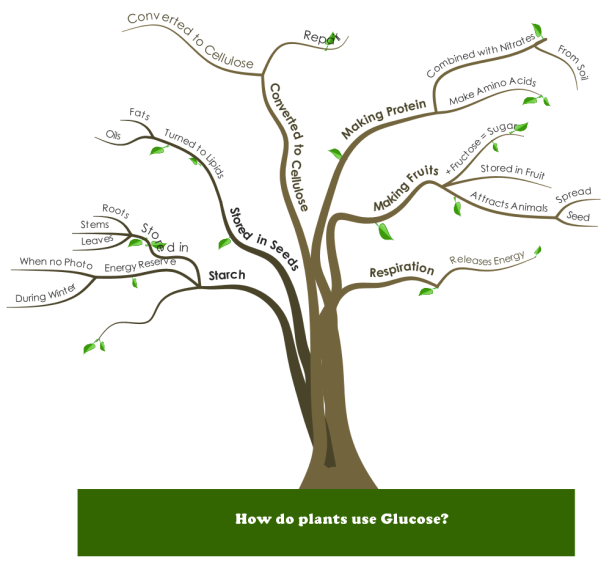 Converted to Cellulose
Repair
Converted to Cellulose
Combined with Nitrates
From Soil
Making Protein
Make Amino Acids
Fats
Oils
Turned to Lipids
Stored in Seeds
+ Fructose = Sugar
Making Fruits
Stored in Fruit
Attracts Animals
Spread
Seed
Roots
Stems
Leaves
Stored in
When no Photo
Energy Reserve
During Winter
Starch
Respiration
Releases Energy
How do plants use Glucose?